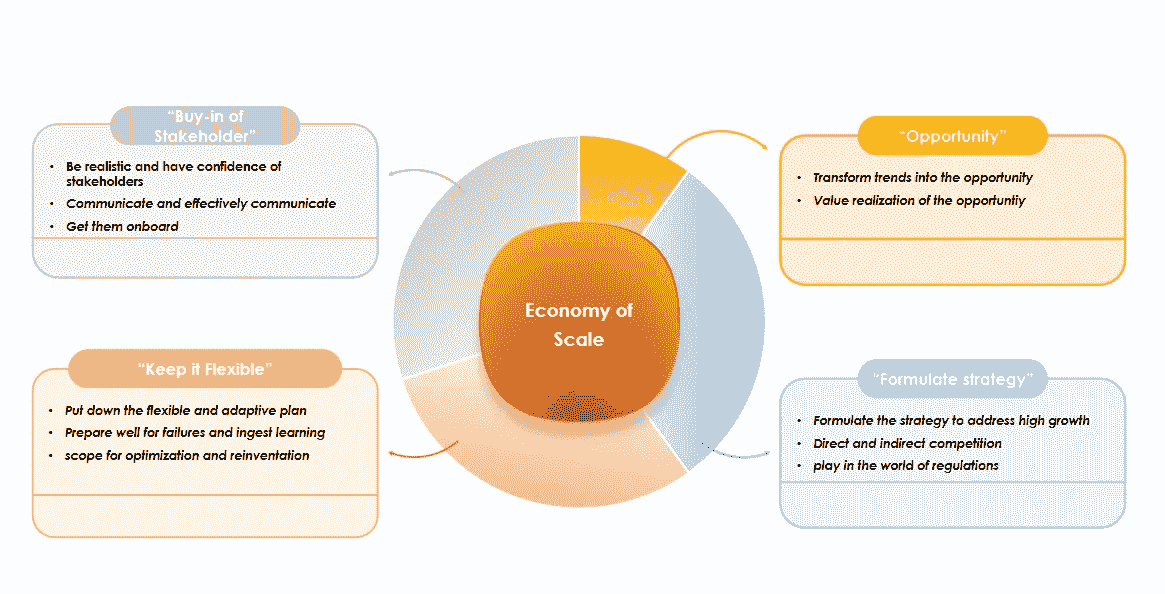 “Buy-in of
Stakeholder”
• Be realistic and have confidence of
stakeholders
• Communicate and effectively communicate
• Get them onboard
“Opportunity”
• Transform trends into the opportunity
• Value realization of the opportuntiy
Economy of
Scale
“Keep it Flexible”
• Put down the flexible and adaptive plan
• Prepare well for failures and ingest learning
• scope for optimization and reinventation
“Formulate strategy”
• Formulate the strategy to address high growth
• Direct and indirect competition
• play in the world of regulations